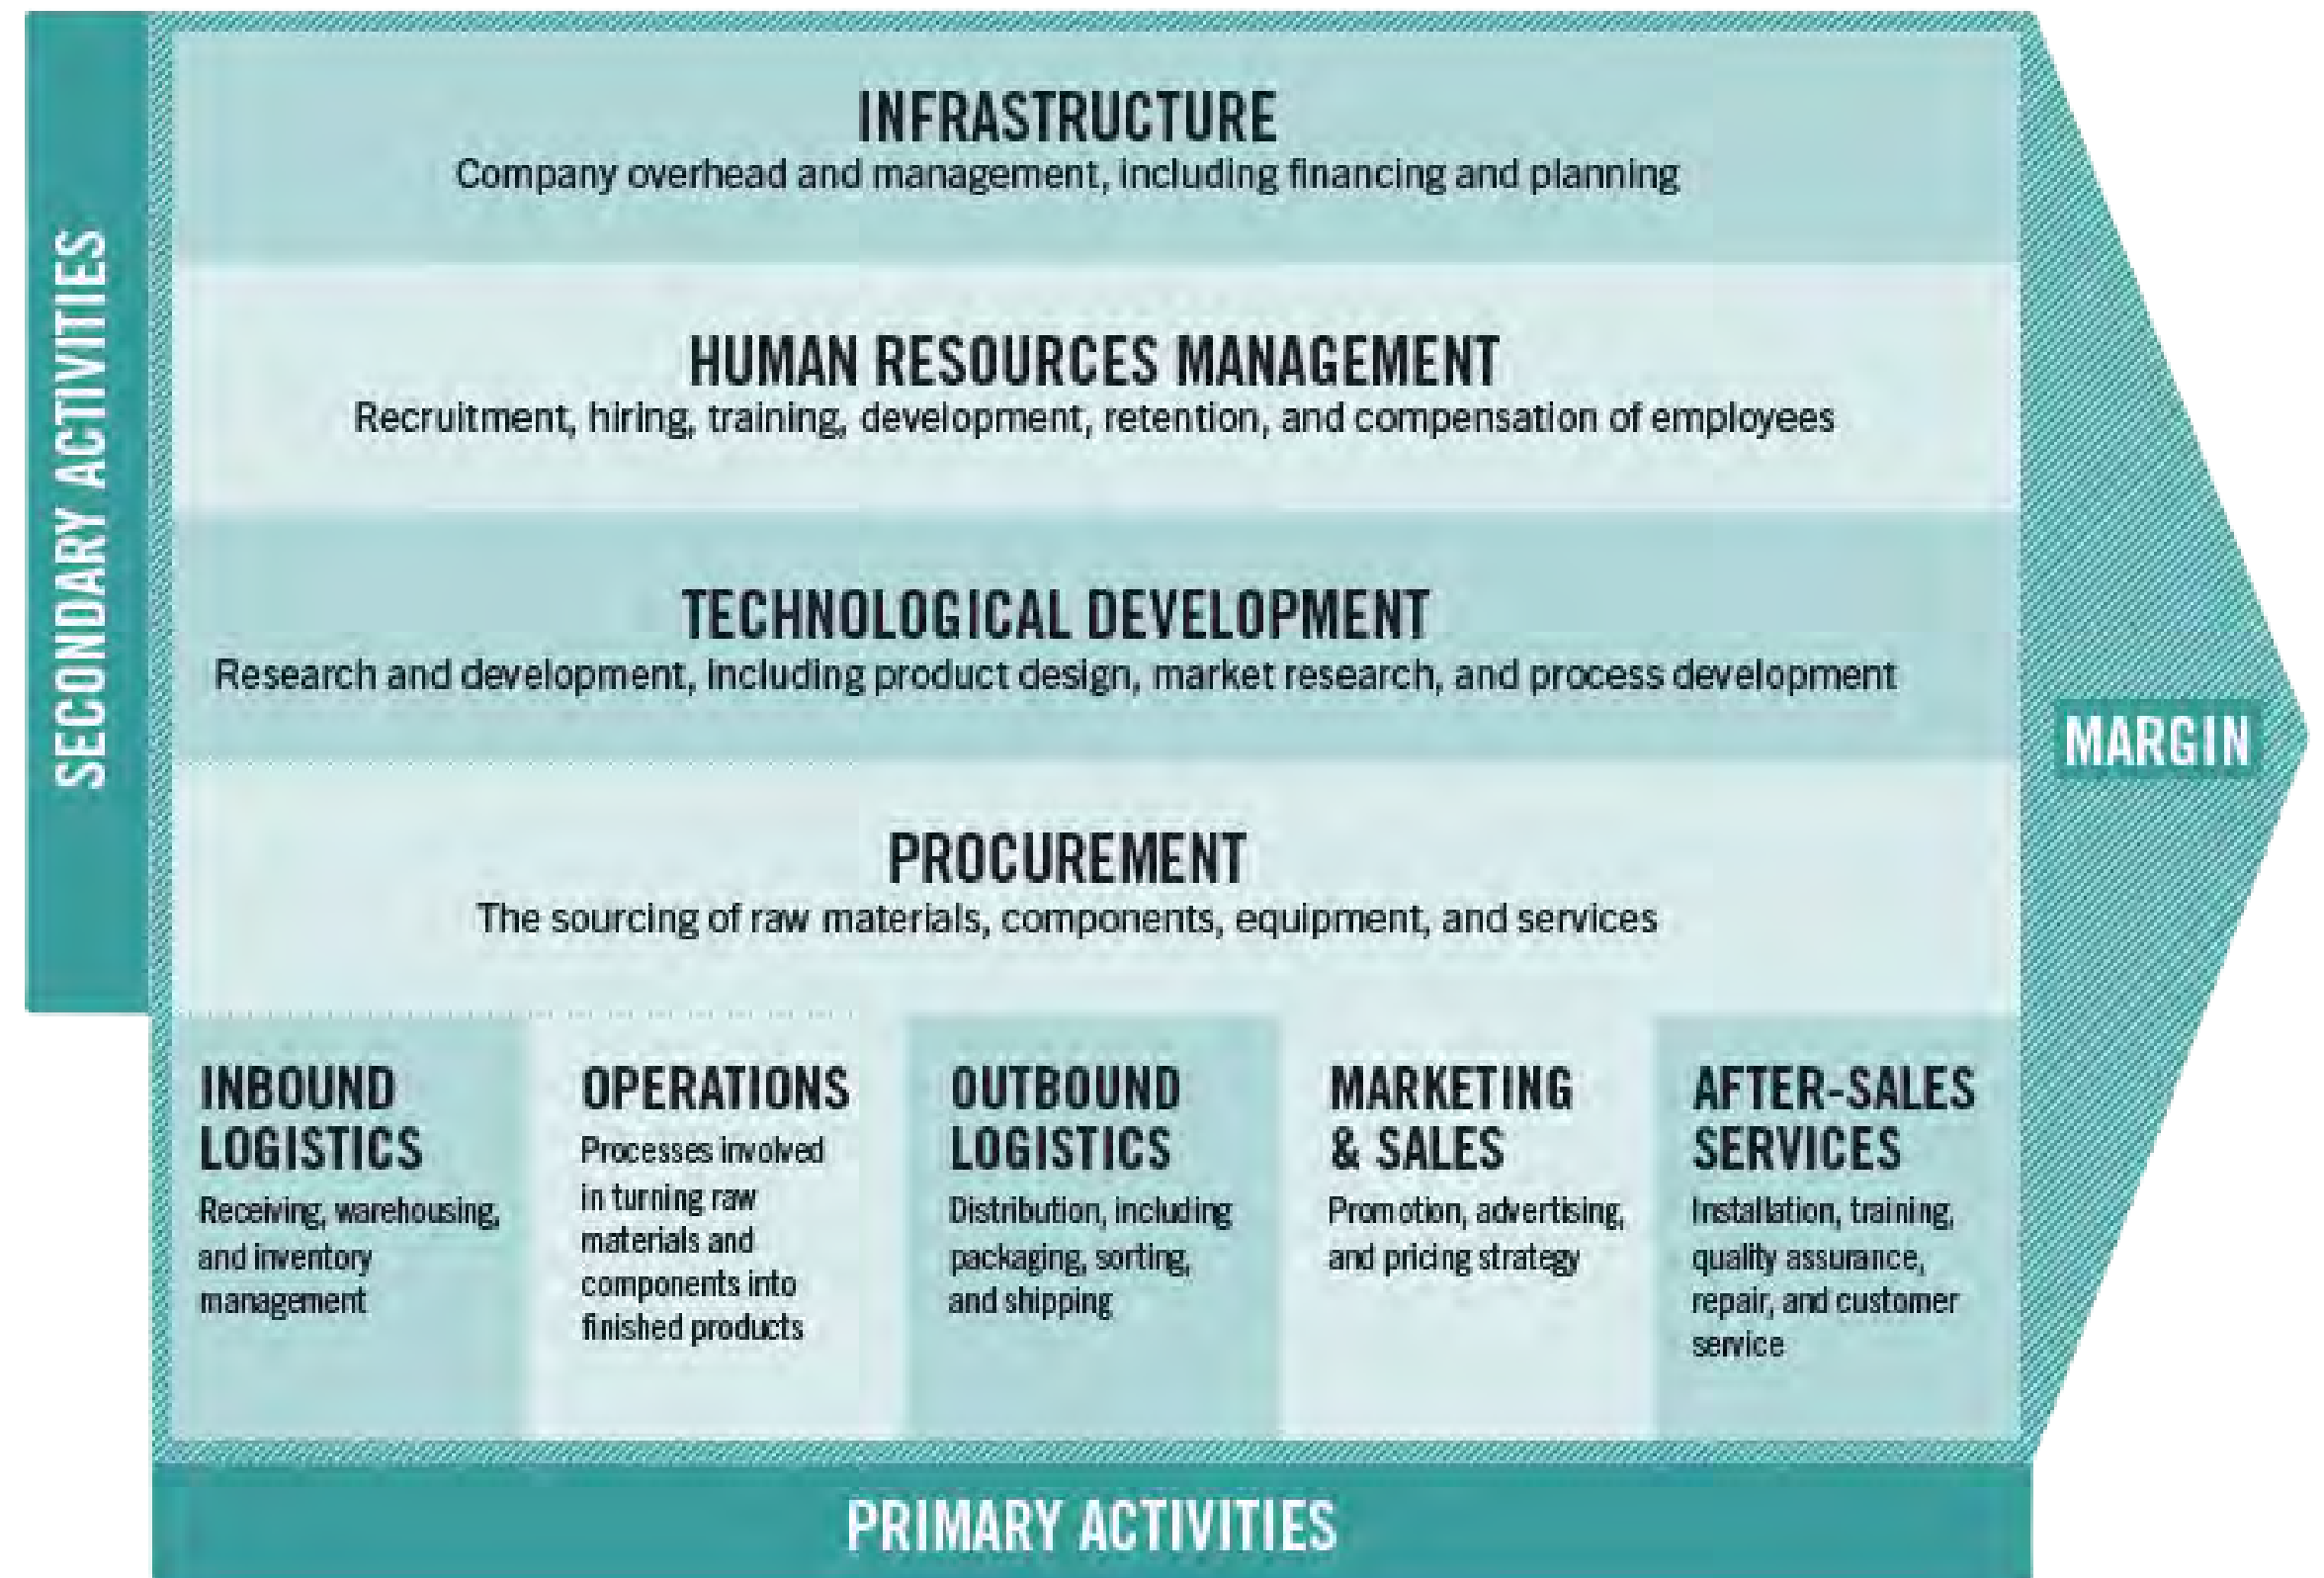 SECONDARY ACTIVITIES
INFRASTRUCTURE
Company overhead and management, including financing and planning
HUMAN RESOURCES MANAGEMENT
Recruitment, hiring, training, development, retention, and compensation of employees
TECHNOLOGICAL DEVELOPMENT
Research and development, including product design, market research, and process development
PROCUREMENT
The sourcing of raw materials, components, equipment, and services
INBOUND
LOGISTICS
Receiving, warehousing,
and inventory
management
OPERATIONS
Processes involved
in turning raw
materials and
components into
finished products
OUTBOUND
LOGISTICS
Distribution, including
packaging, sorting,
and shipping
MARKETING
& SALES
Promotion, advertising,
and pricing strategy
AFTER-SALES
SERVICES
Installation, training,
quality assurance,
repair, and customer
service
MARGIN
PRIMARY ACTIVITIES